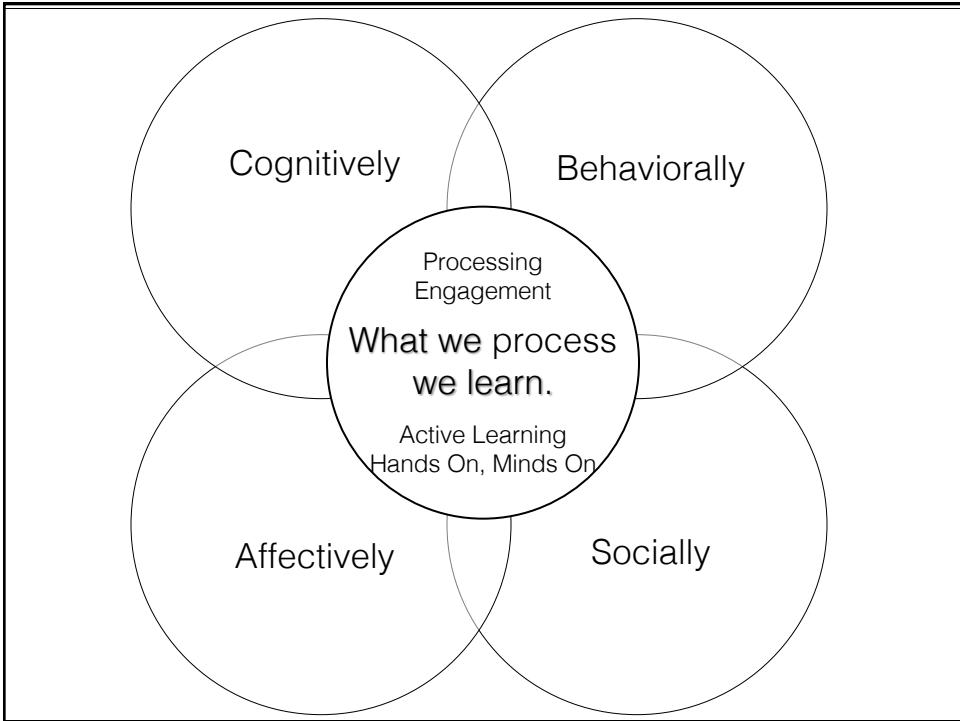 Cognitively
Behaviorally
Processing
Engagement
What we process
we learn.
Active Learning
Hands On, Minds On
Affectively
Socially